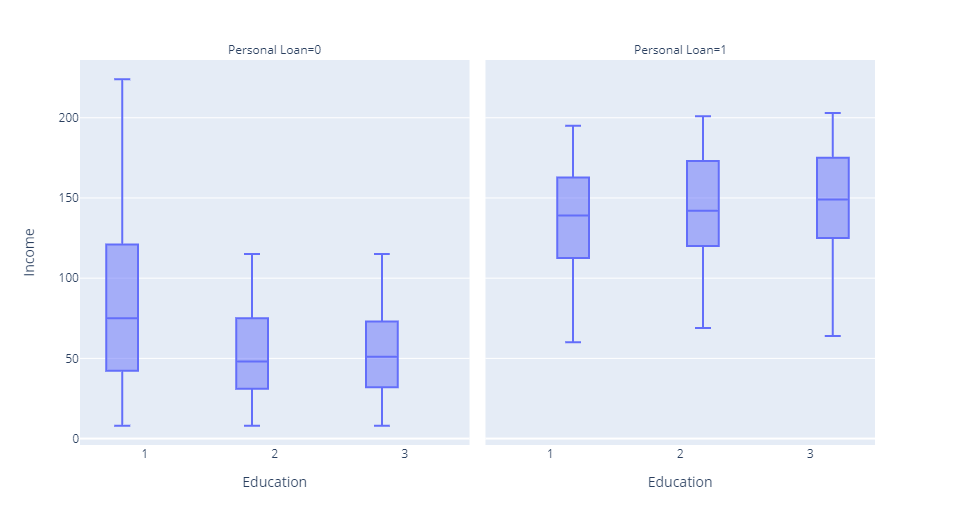 Personal Loan=0
Personal Loan=1
200
150
100
50
0
Income
1
2
3
1
2
3
Education
Education